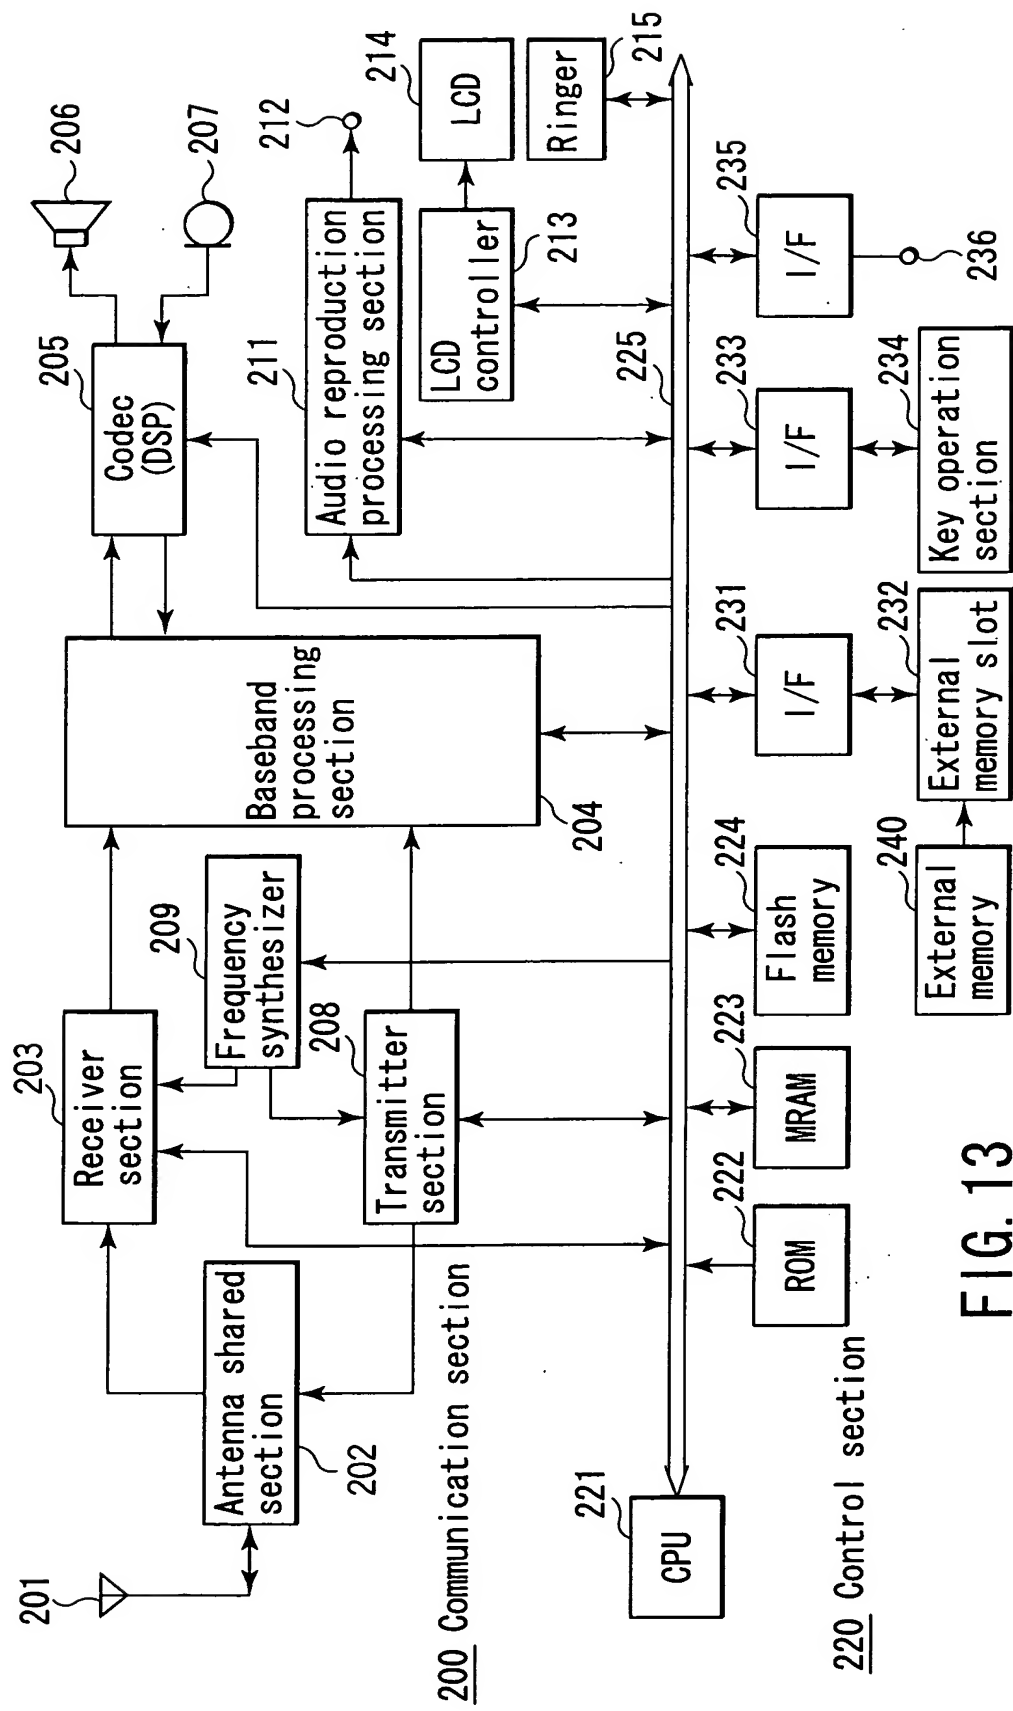 201
Antenna shared
section
202
203
Receiver
section
209
Frequency
synthesizer
208
Transmitter
section
Baseband
processing
section
204
205
Codec
(DSP)
206
207
211
Audio reproduction
processing section
212
LCD
controller
213
214
LCD
215
Ringer
200 Communication section
225
221
CPU
222
ROM
223
MRAM
224
Flash
memory
231
I/F
233
I/F
235
I/F
240
External
memory
232
External
memory slot
234
Key operation
section
236
220 Control section
FIG. 13